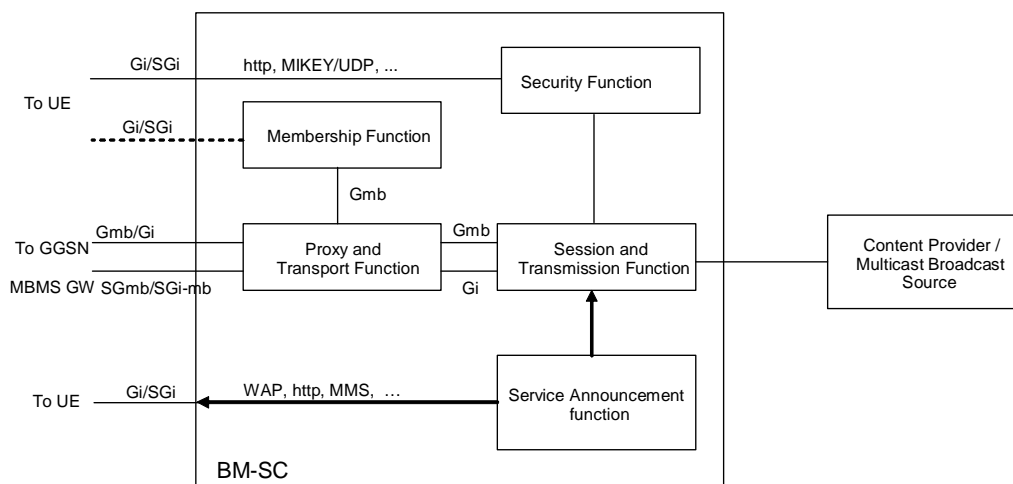 Gi/SGi
http, MIKEY/UDP, ...
Security Function
To UE
Gi/SGi
Membership Function
Gmb
Gmb/Gi
Gmb
To GGSN
Proxy and
Transport Function
Session and
Transmission Function
Content Provider /
Multicast Broadcast
Source
MBMS GW
SGmb/SGi-mb
Gi
Gi/SGi
WAP, http, MMS, ...
To UE
Service Announcement
function
BM-SC